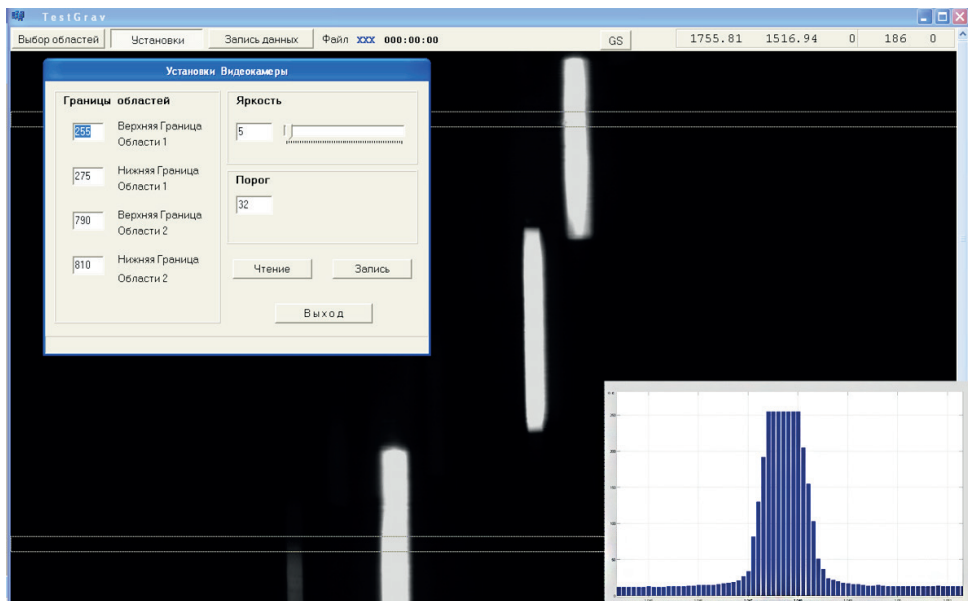 TestGrav
Выбор областей Установки Запись данных Файл XXX 000:00:00 GS 1755.81 1516.94 0 186 0
Установки Видеокамеры
Границы областей
255 Верхняя Граница
Области 1
275 Нижняя Граница
Области 1
790 Верхняя Граница
Области 2
810 Нижняя Граница
Области 2
Яркость
5
Порог
32
Чтение Запись
Выход